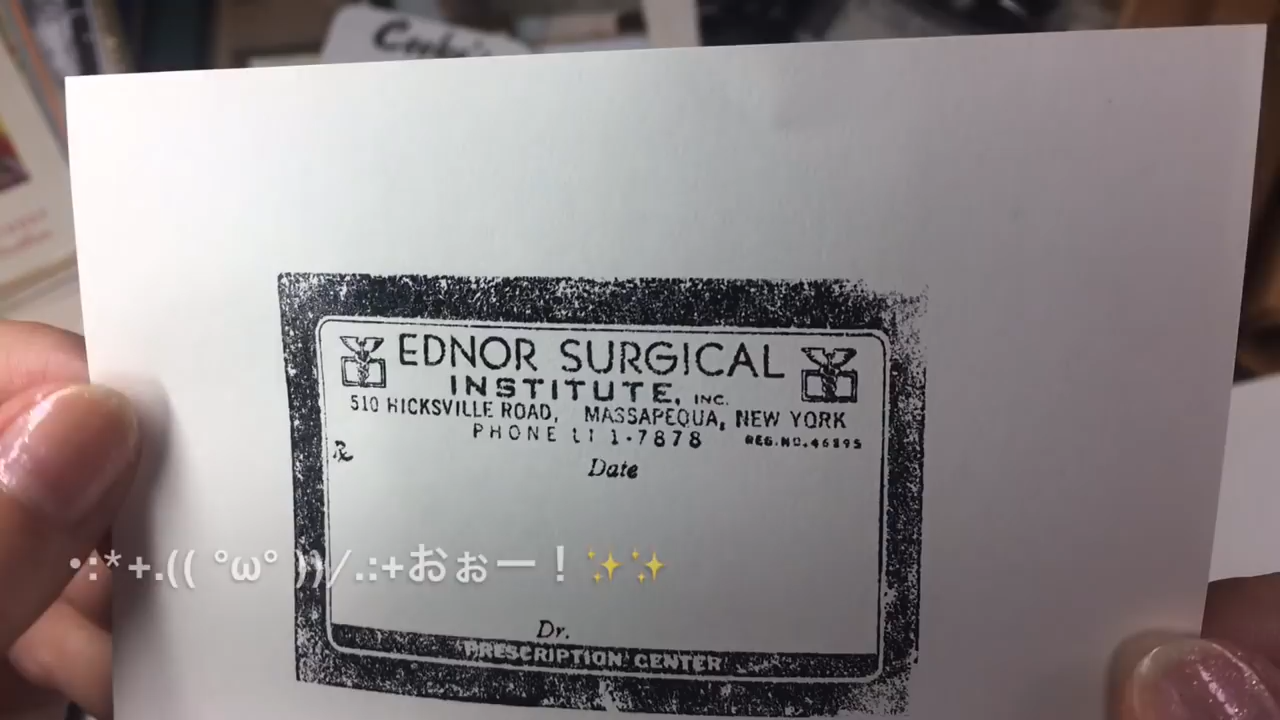 EDNOR SURGICAL
INSTITUTE, INC.
510 HICKSVILLE ROAD, MASSAPEQUA, NEW YORK
PHONE LI 1-7878 REG.NO.46895
℞
Date
•:*+.(( °ω° ))/.:+おぉー！✨✨
Dr.
PRESCRIPTION CENTER